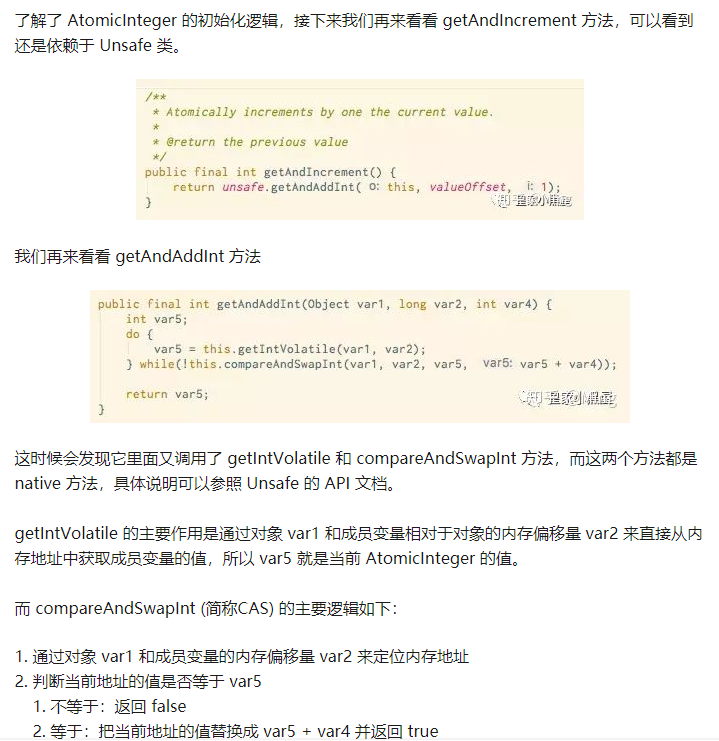 了解了 AtomicInteger 的初始化逻辑，接下来我们再来看看 getAndIncrement 方法，可以看到
还是依赖于 Unsafe 类。
/**
 * Atomically increments by one the current value.
 *
 * @return the previous value
 */
public final int getAndIncrement() {
    return unsafe.getAndAddInt( o: this, valueOffset, i: 1);
}
我们再来看看 getAndAddInt 方法
public final int getAndAddInt(Object var1, long var2, int var4) {
    int var5;
    do {
        var5 = this.getIntVolatile(var1, var2);
    } while(!this.compareAndSwapInt(var1, var2, var5, var5: var5 + var4));
    return var5;
}
这时候会发现它里面又调用了 getIntVolatile 和 compareAndSwapInt 方法，而这两个方法都是
native 方法，具体说明可以参照 Unsafe 的 API 文档。
getIntVolatile 的主要作用是通过对象 var1 和成员变量相对于对象的内存偏移量 var2 来直接从内
存地址中获取成员变量的值，所以 var5 就是当前 AtomicInteger 的值。
而 compareAndSwapInt (简称CAS) 的主要逻辑如下：
1. 通过对象 var1 和成员变量的内存偏移量 var2 来定位内存地址
2. 判断当前地址的值是否等于 var5
1. 不等于：返回 false
2. 等于：把当前地址的值替换成 var5 + var4 并返回 true